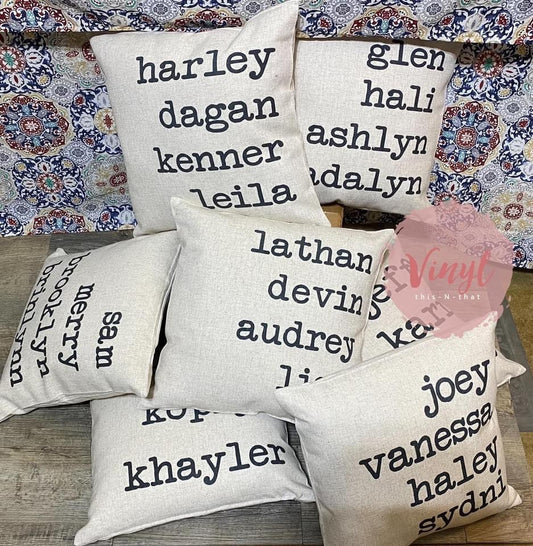 harley
dagan
kenner
leila
glen
hali
ashlyn
adalyn
sam
merry
brooklyn
brinlynn
lathan
devin
audrey
khayler
joey
vanessa
haley
sydni
Vinyl
this-N-that